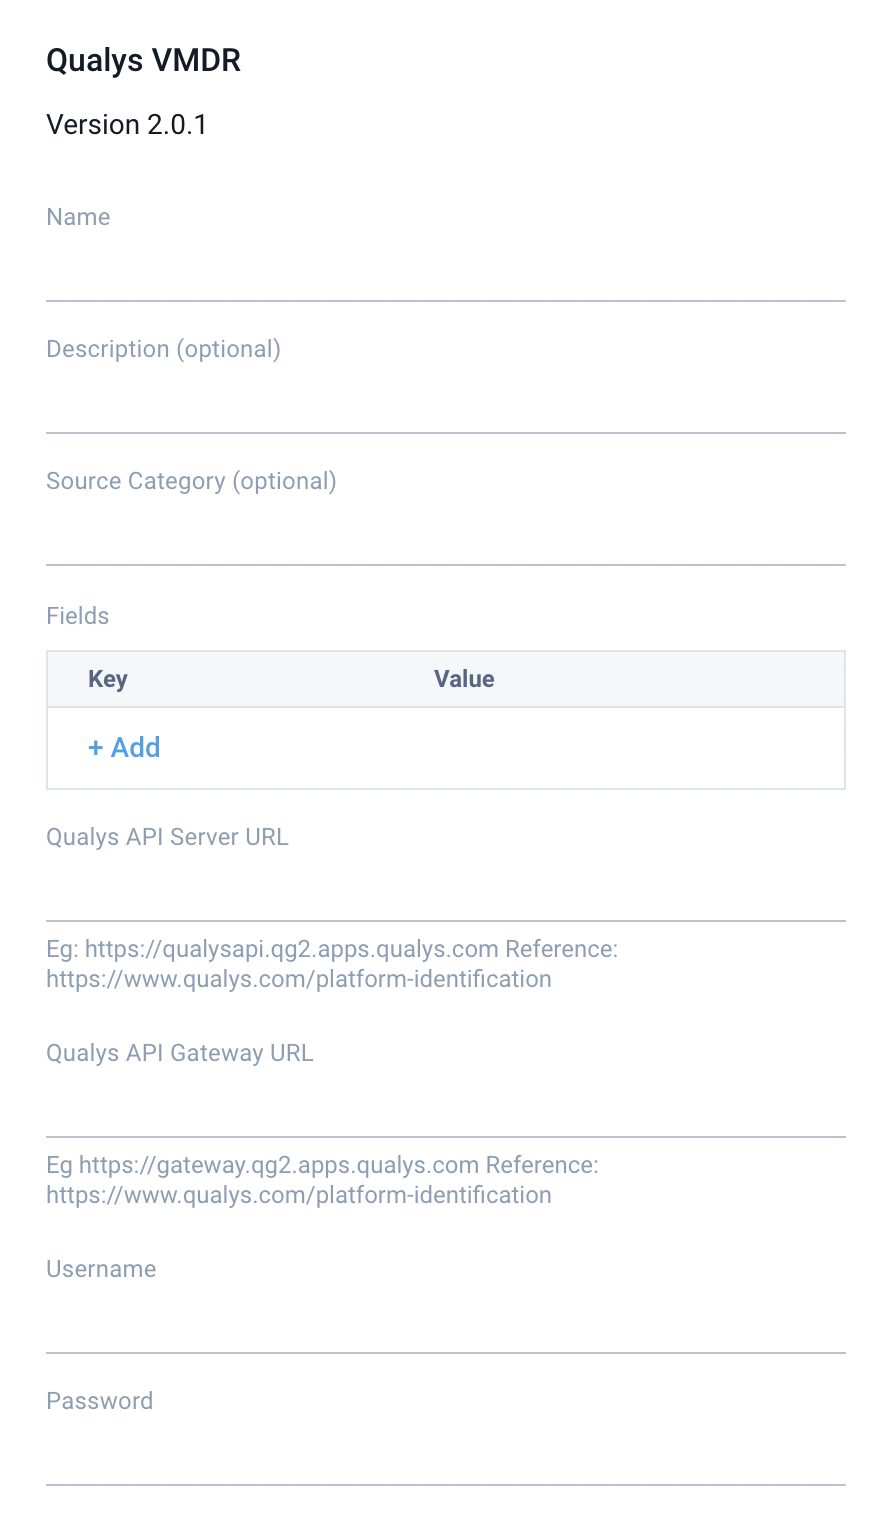 Qualys VMDR
Version 2.0.1
Name
Description (optional)
Source Category (optional)
Fields
Key Value
+ Add
Qualys API Server URL
Eg: https://qualysapi.qg2.apps.qualys.com Reference:
https://www.qualys.com/platform-identification
Qualys API Gateway URL
Eg https://gateway.qg2.apps.qualys.com Reference:
https://www.qualys.com/platform-identification
Username
Password